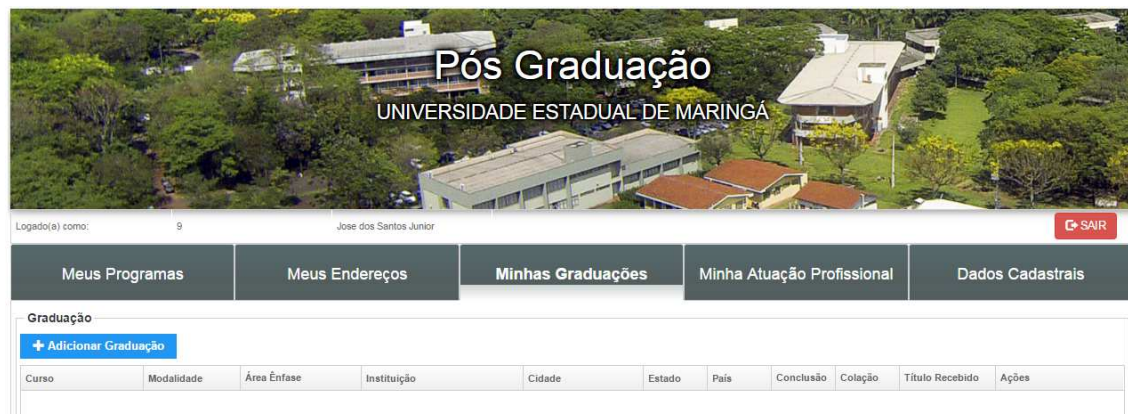 Pós Graduação
UNIVERSIDADE ESTADUAL DE MARINGÁ
Logado(a) como: 9 Jose dos Santos Junior SAIR
Meus Programas Meus Endereços Minhas Graduações Minha Atuação Profissional Dados Cadastrais
Graduação
+ Adicionar Graduação
Curso Modalidade Área Ênfase Instituição Cidade Estado País Conclusão Colação Título Recebido Ações